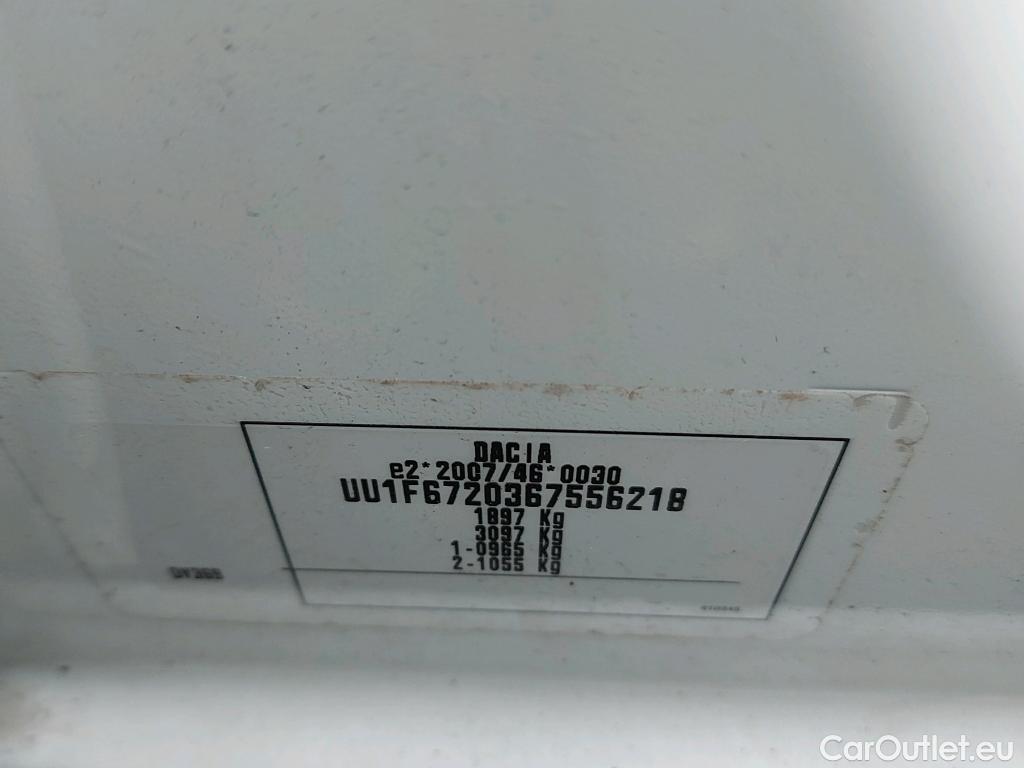 DACIA
e2*2007/46*0030
UU1F6720367556218
1897 Kg
3097 Kg
1-0965 Kg
2-1055 Kg
CarOutlet.eu